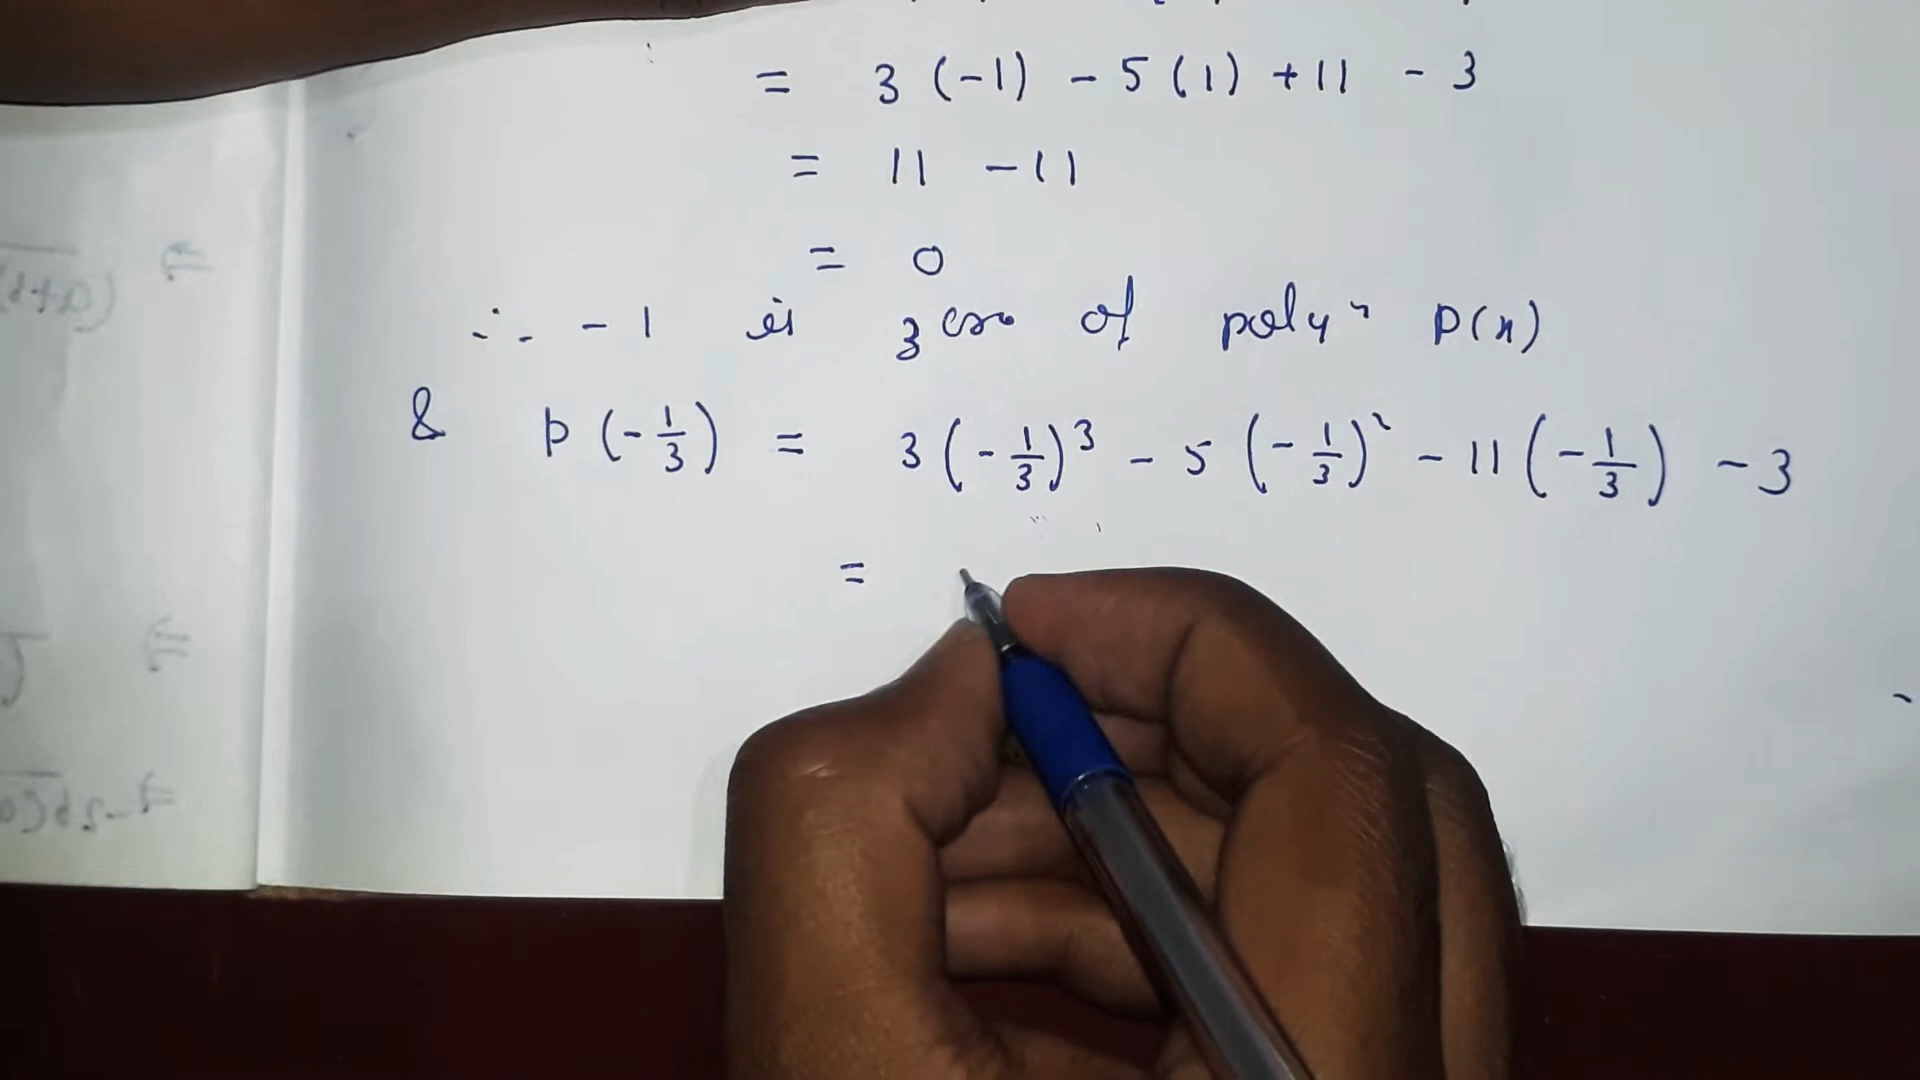 = 3 (-1) - 5 (1) + 11 - 3
= 11 - 11
= 0
∴ -1 is zero of polyⁿ p(x)
& p(-1/3) = 3(-1/3)³ - 5(-1/3)² - 11(-1/3) - 3
=